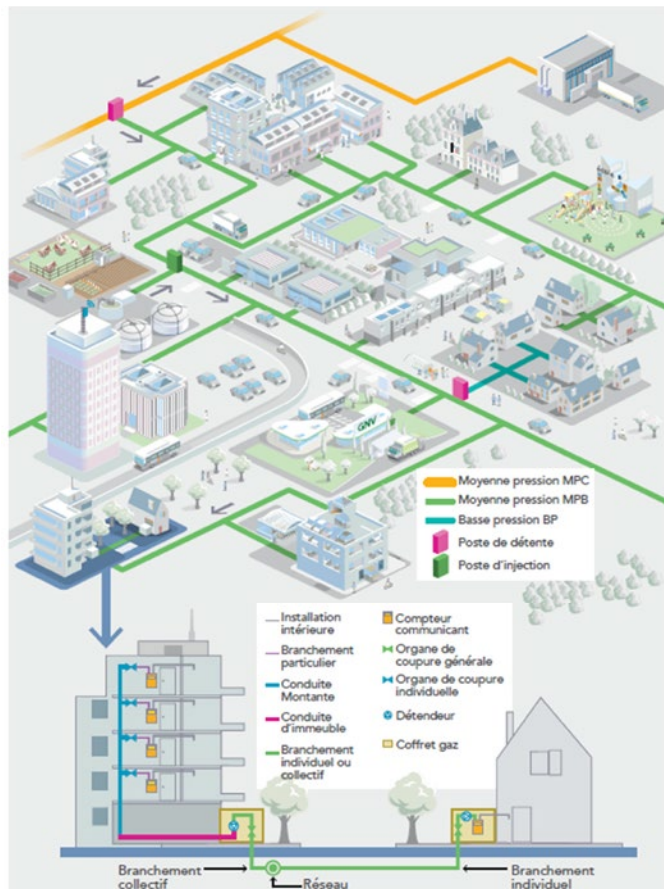 GNV
Moyenne pression MPC
Moyenne pression MPB
Basse pression BP
Poste de détente
Poste d'injection
Installation
intérieure
Branchement
particulier
Conduite
Montante
Conduite
d'immeuble
Branchement
individuel ou
collectif
Compteur
communicant
Organe de
coupure générale
Organe de coupure
individuelle
Détendeur
Coffret gaz
Branchement
collectif
Réseau
Branchement
individuel